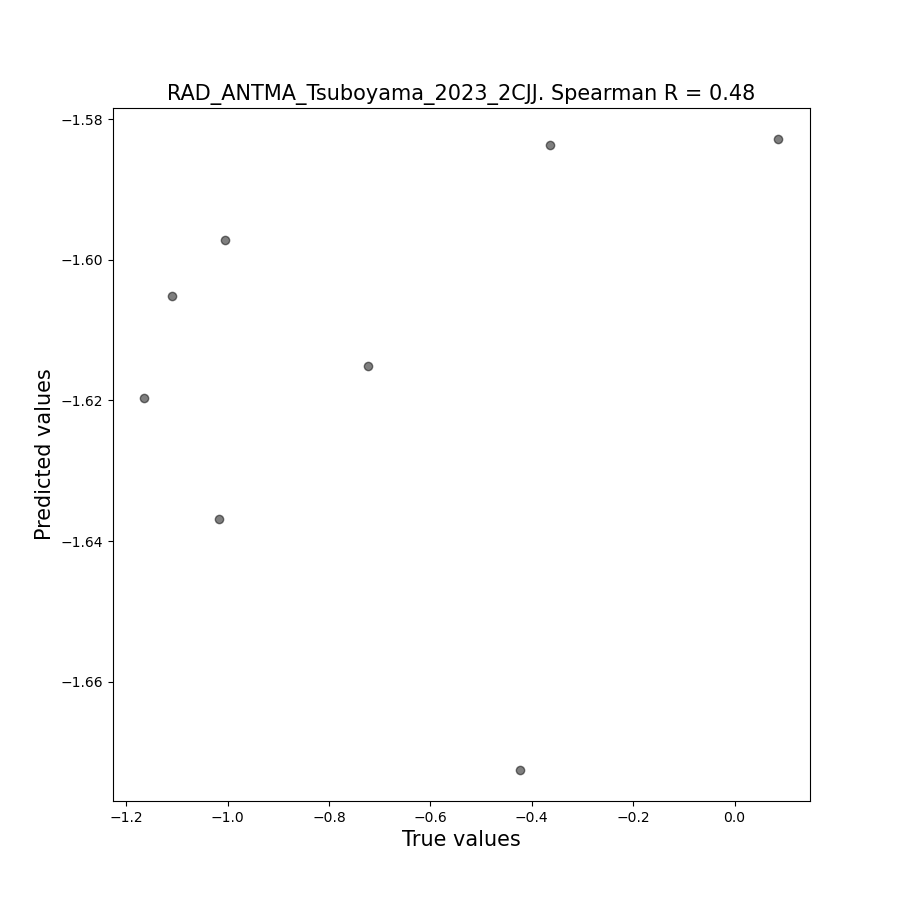 RAD_ANTMA_Tsuboyama_2023_2CJJ. Spearman R = 0.48
−1.58
−1.60
−1.62
−1.64
−1.66
Predicted values
−1.2 −1.0 −0.8 −0.6 −0.4 −0.2 0.0
True values